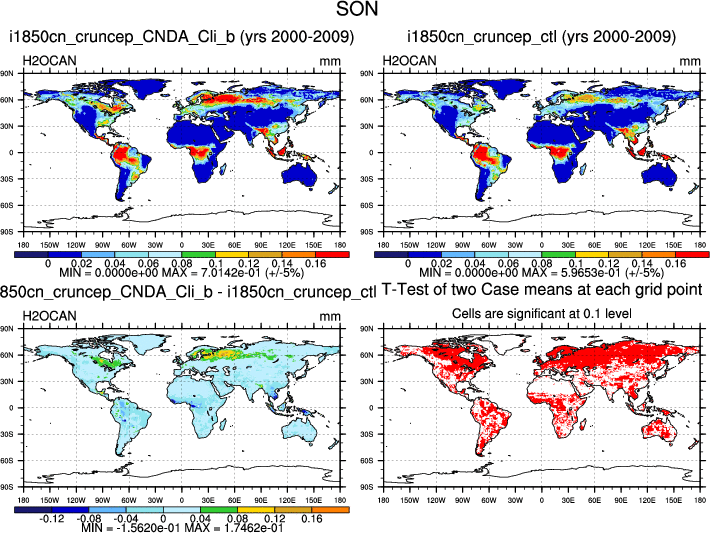 SON
i1850cn_cruncep_CNDA_Cli_b (yrs 2000-2009)
i1850cn_cruncep_ctl (yrs 2000-2009)
H2OCAN mm
H2OCAN mm
90N
60N
30N
0
30S
60S
90S
180 150W 120W 90W 60W 30W 0 30E 60E 90E 120E 150E 180
90N
60N
30N
0
30S
60S
90S
180 150W 120W 90W 60W 30W 0 30E 60E 90E 120E 150E 180
0 0.02 0.04 0.06 0.08 0.1 0.12 0.14 0.16
MIN = 0.0000e+00 MAX = 7.0142e-01 (+/-5%)
0 0.02 0.04 0.06 0.08 0.1 0.12 0.14 0.16
MIN = 0.0000e+00 MAX = 5.9653e-01 (+/-5%)
850cn_cruncep_CNDA_Cli_b - i1850cn_cruncep_ctl
T-Test of two Case means at each grid point
H2OCAN mm
Cells are significant at 0.1 level
90N
60N
30N
0
30S
60S
90S
180 150W 120W 90W 60W 30W 0 30E 60E 90E 120E 150E 180
90N
60N
30N
0
30S
60S
90S
180 150W 120W 90W 60W 30W 0 30E 60E 90E 120E 150E 180
-0.12 -0.08 -0.04 0 0.04 0.08 0.12 0.16
MIN = -1.5620e-01 MAX = 1.7462e-01